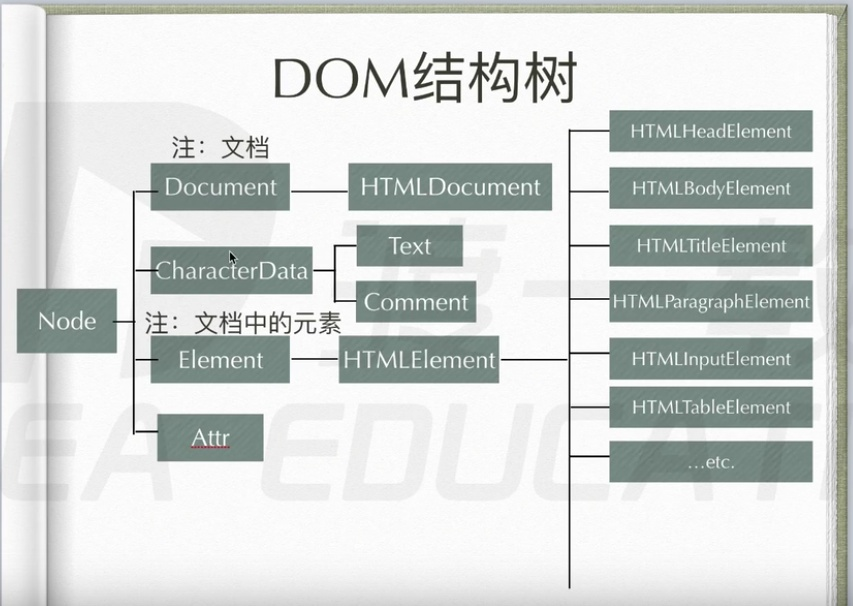 DOM结构树
注：文档
Document
HTMLDocument
CharacterData
Text
Comment
Node
注：文档中的元素
Element
HTMLElement
Attr
HTMLHeadElement
HTMLBodyElement
HTMLTitleElement
HTMLParagraphElement
HTMLInputElement
HTMLTableElement
...etc.